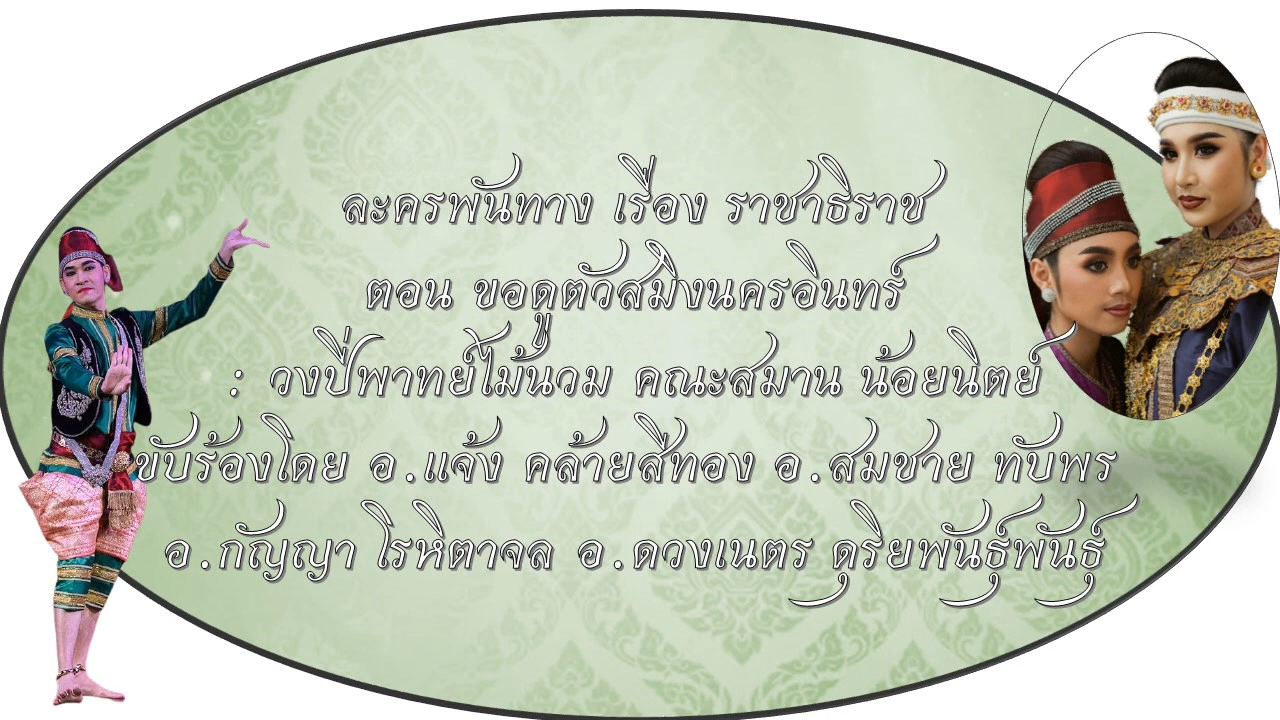 ละครพันทาง เรื่อง ราชาธิราช
ตอน ขอดูตัวสมิงนครอินทร์
: วงปี่พาทย์ไม้นวม คณะสมาน น้อยนิตย์
ขับร้องโดย อ.แจ้ง คล้ายสีทอง อ.สมชาย ทับพร
อ.กัญญา โรหิตาจล อ.ดวงเนตร ดุริยพันธุ์พันธุ์